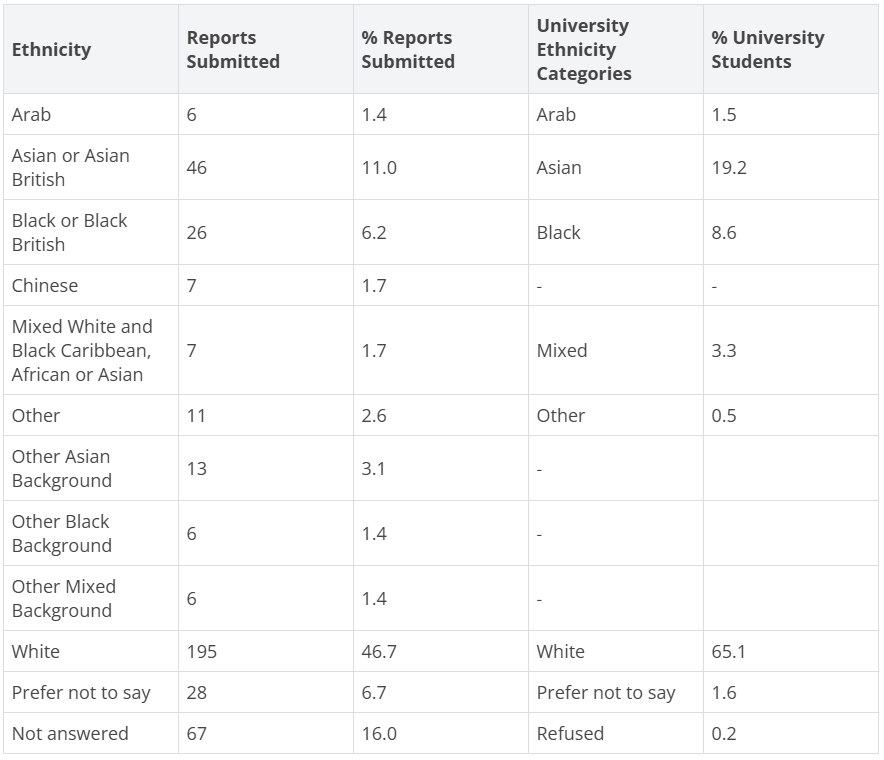 Ethnicity
Reports
Submitted
% Reports
Submitted
University
Ethnicity
Categories
% University
Students
Arab 6 1.4 Arab 1.5
Asian or Asian
British
46 11.0 Asian 19.2
Black or Black
British
26 6.2 Black 8.6
Chinese 7 1.7 - -
Mixed White and
Black Caribbean,
African or Asian
7 1.7 Mixed 3.3
Other 11 2.6 Other 0.5
Other Asian
Background
13 3.1 -
Other Black
Background
6 1.4 -
Other Mixed
Background
6 1.4 -
White 195 46.7 White 65.1
Prefer not to say 28 6.7 Prefer not to say 1.6
Not answered 67 16.0 Refused 0.2